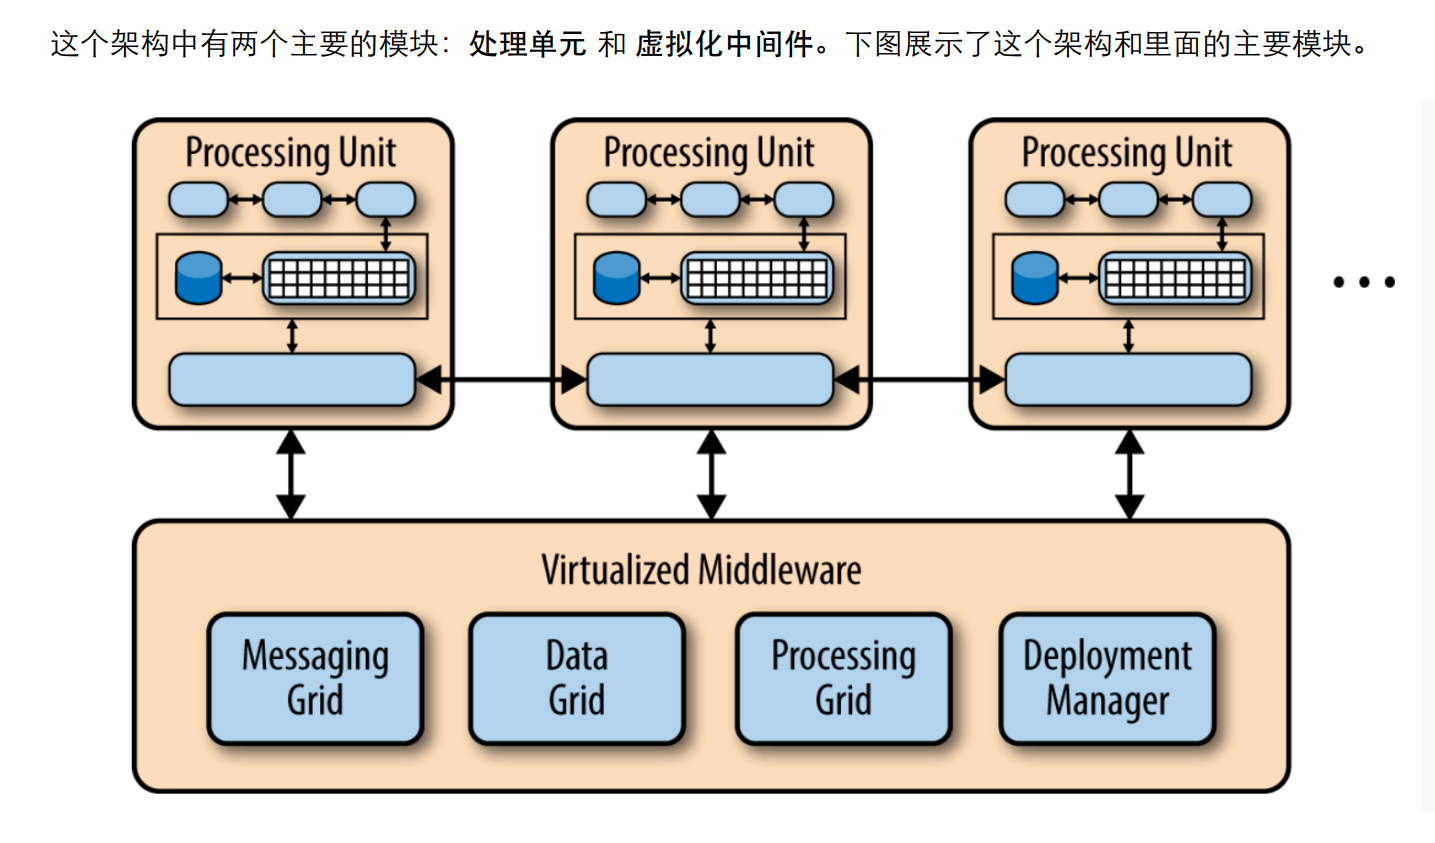 这个架构中有两个主要的模块：处理单元 和 虚拟化中间件。下图展示了这个架构和里面的主要模块。
Processing Unit
Processing Unit
Processing Unit
Virtualized Middleware
Messaging
Grid
Data
Grid
Processing
Grid
Deployment
Manager